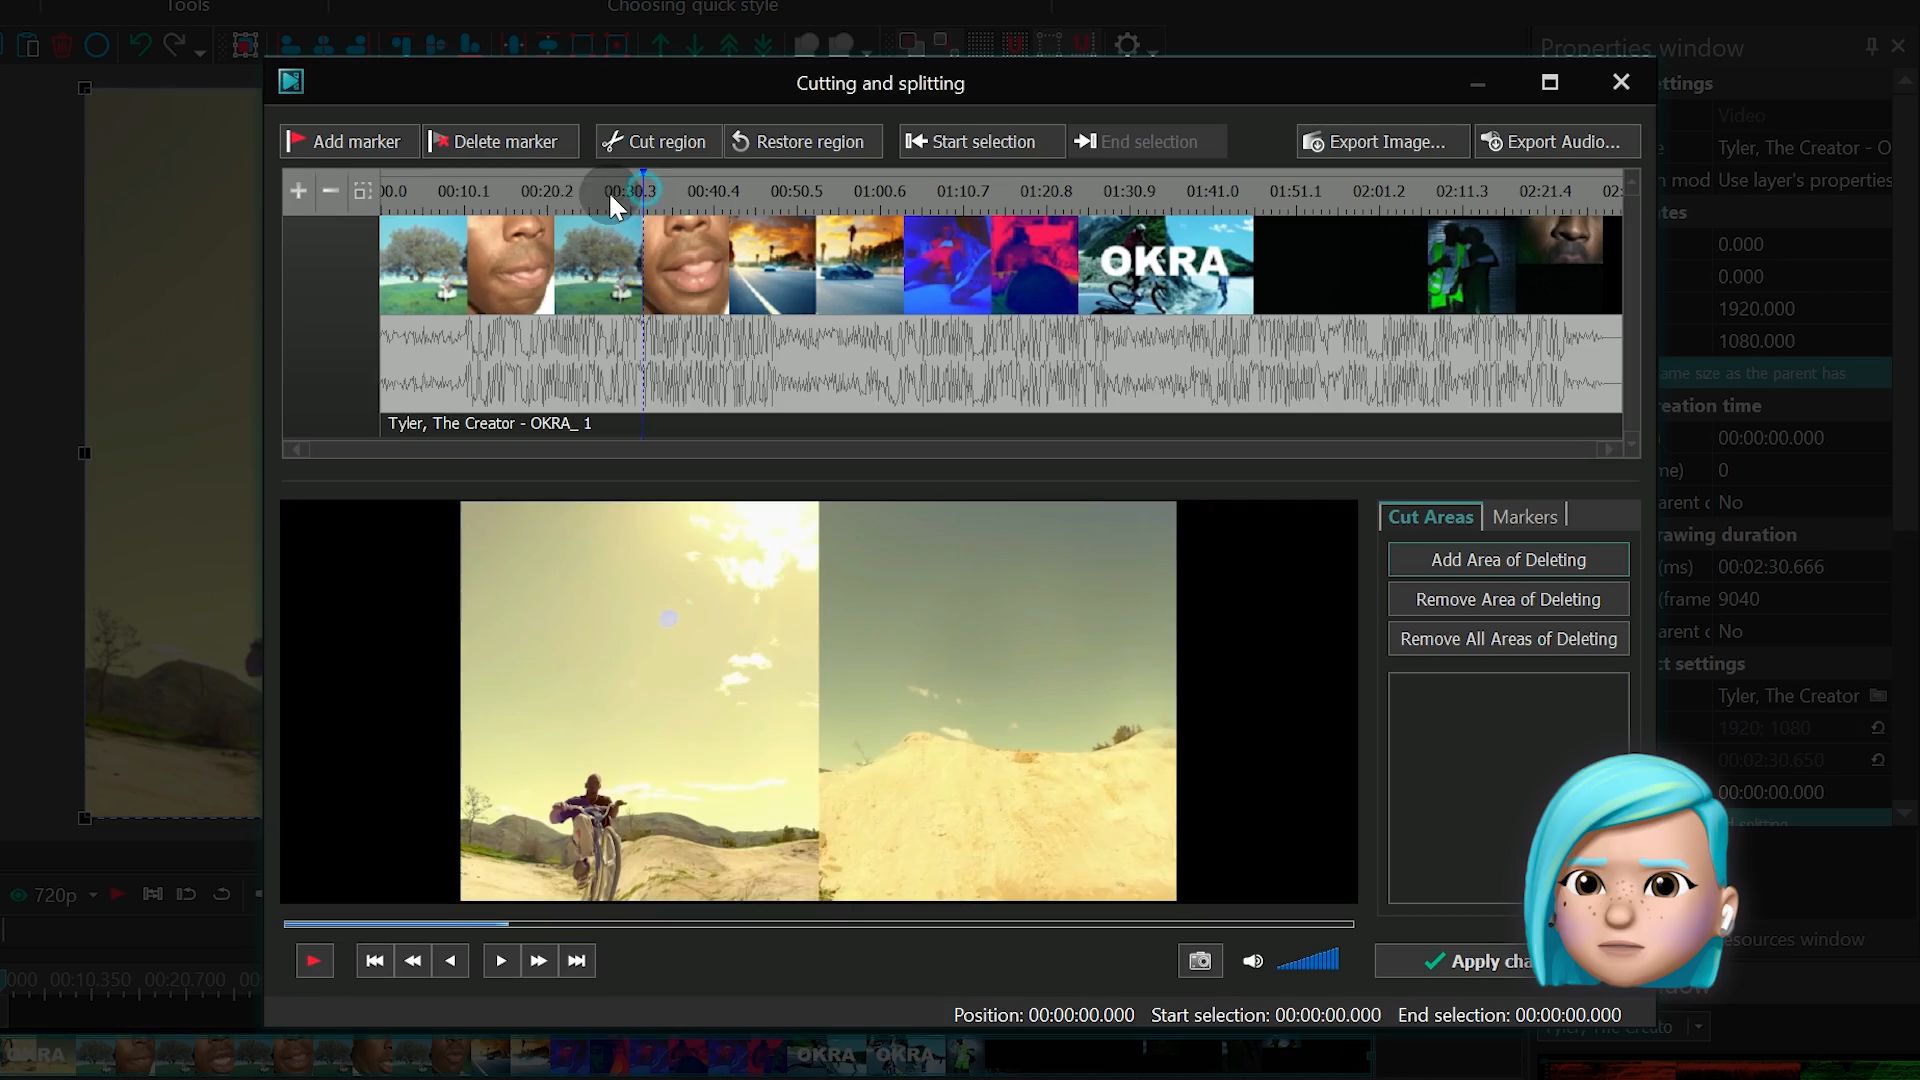 Tools
Choosing quick style
Properties window
Cutting and splitting
ttings
Add marker
Delete marker
Cut region
Restore region
Start selection
End selection
Export Image...
Export Audio...
Video
Tyler, The Creator - O
mod Use layer's properties
00.0 00:10.1 00:20.2 00:30.3 00:40.4 00:50.5 01:00.6 01:10.7 01:20.8 01:30.9 01:41.0 01:51.1 02:01.2 02:11.3 02:21.4 02:
OKRA
Tyler, The Creator - OKRA_ 1
ates
0.000
0.000
1920.000
1080.000
ame size as the parent has
reation time
00:00:00.000
me) 0
arent c No
rawing duration
(ms) 00:02:30.666
(frame 9040
arent c No
ct settings
Tyler, The Creator
1920; 1080
00:02:30.650
00:00:00.000
Cut Areas
Markers
Add Area of Deleting
Remove Area of Deleting
Remove All Areas of Deleting
720p
Apply cha
esources window
000 00:10.350 00:20.700 00
Position: 00:00:00.000 Start selection: 00:00:00.000 End selection: 00:00:00.000
Tyler, The Creato
OKRA OKRA OKRA